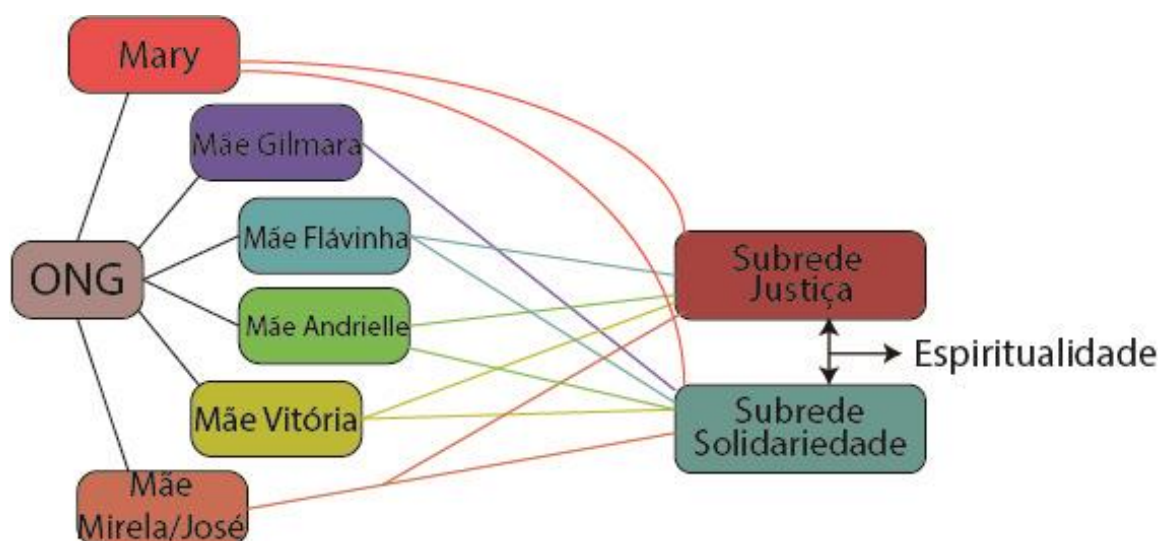 Mary
Mãe Gilmara
Mãe Flávinha
ONG
Mãe Andrielle
Mãe Vitória
Mãe
Mirela/José
Subrede
Justiça
Espiritualidade
Subrede
Solidariedade